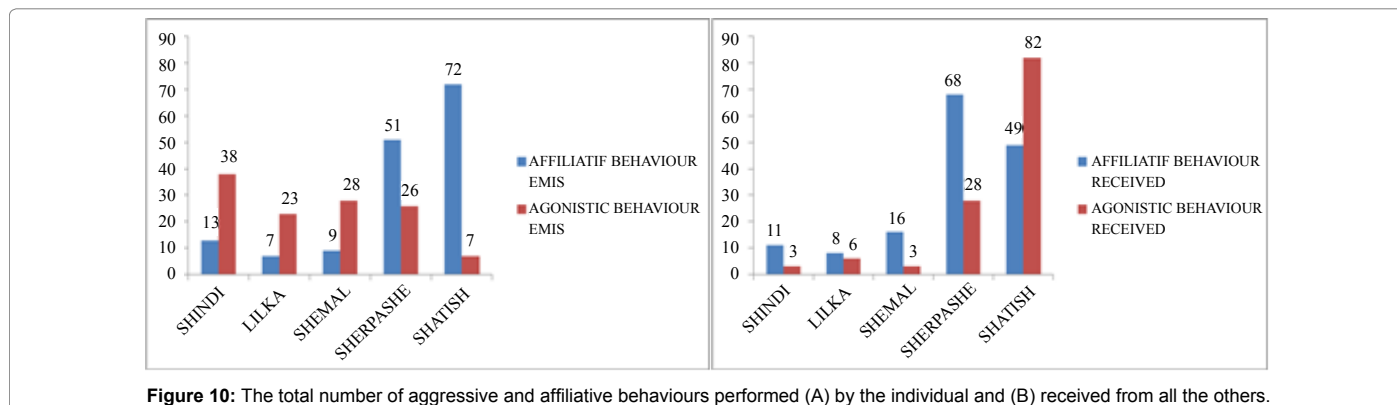 90
80
70
60
50
40
30
20
10
0
13
38
7
23
9
28
51
26
72
7
SHINDI
LILKA
SHEMAL
SHERPASHE
SHATISH
AFFILIATIF BEHAVIOUR
EMIS
AGONISTIC BEHAVIOUR
EMIS
90
80
70
60
50
40
30
20
10
0
11
3
8
6
16
3
68
28
49
82
SHINDI
LILKA
SHEMAL
SHERPASHE
SHATISH
AFFILIATIF BEHAVIOUR
RECEIVED
AGONISTIC BEHAVIOUR
RECEIVED
Figure 10: The total number of aggressive and affiliative behaviours performed (A) by the individual and (B) received from all the others.